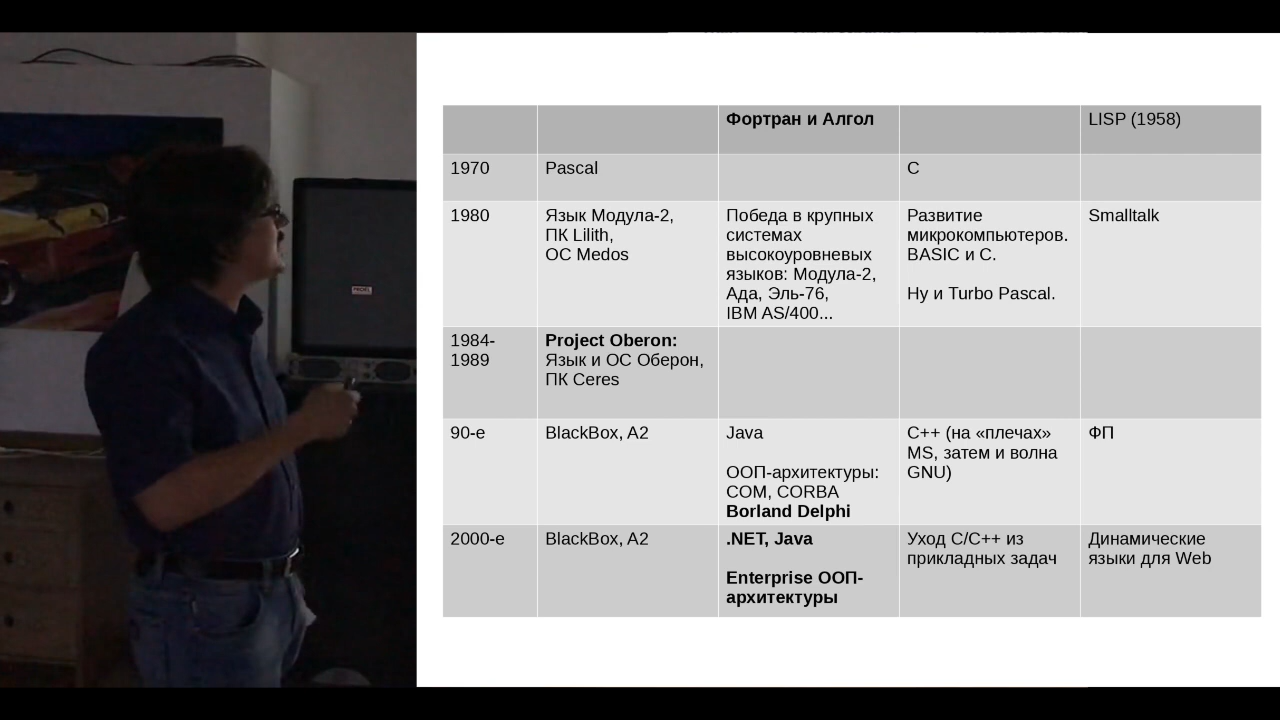 Фортран и Алгол
LISP (1958)
1970
Pascal
C
1980
Язык Модула-2,
ПК Lilith,
ОС Medos
Победа в крупных
системах
высокоуровневых
языков: Модула-2,
Ада, Эль-76,
IBM AS/400...
Развитие
микрокомпьютеров.
BASIC и C.
Ну и Turbo Pascal.
Smalltalk
1984-
1989
Project Oberon:
Язык и ОС Оберон,
ПК Ceres
90-е
BlackBox, A2
Java
ООП-архитектуры:
COM, CORBA
Borland Delphi
C++ (на «плечах»
MS, затем и волна
GNU)
ФП
2000-е
BlackBox, A2
.NET, Java
Enterprise ООП-
архитектуры
Уход C/C++ из
прикладных задач
Динамические
языки для Web